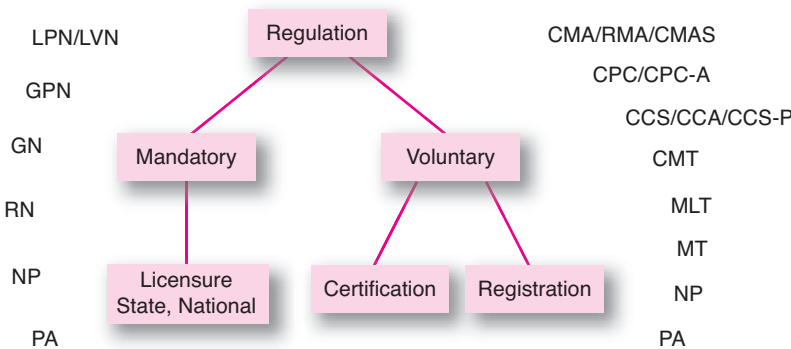 LPN/LVN
GPN
GN
RN
NP
PA
Regulation
Mandatory
Voluntary
Licensure
State, National
Certification
Registration
CMA/RMA/CMAS
CPC/CPC-A
CCS/CCA/CCS-P
CMT
MLT
MT
NP
PA